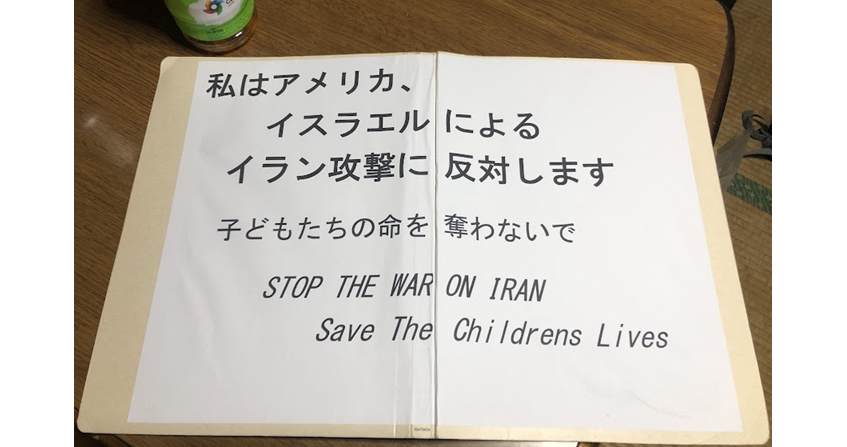 私はアメリカ、
イスラエルによる
イラン攻撃に反対します
子どもたちの命を奪わないで
STOP THE WAR ON IRAN
Save The Childrens Lives